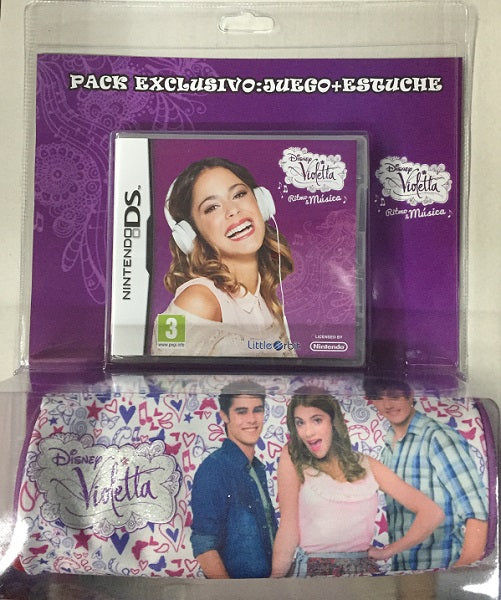 PACK EXCLUSIVO:JUEGO+ESTUCHE
NINTENDO DS
Disney
Violetta
Ritmo & Música
3
www.pegi.info
Little Orbit
LICENSED BY
Nintendo
Disney
Violetta
Ritmo & Música
Disney
Violetta